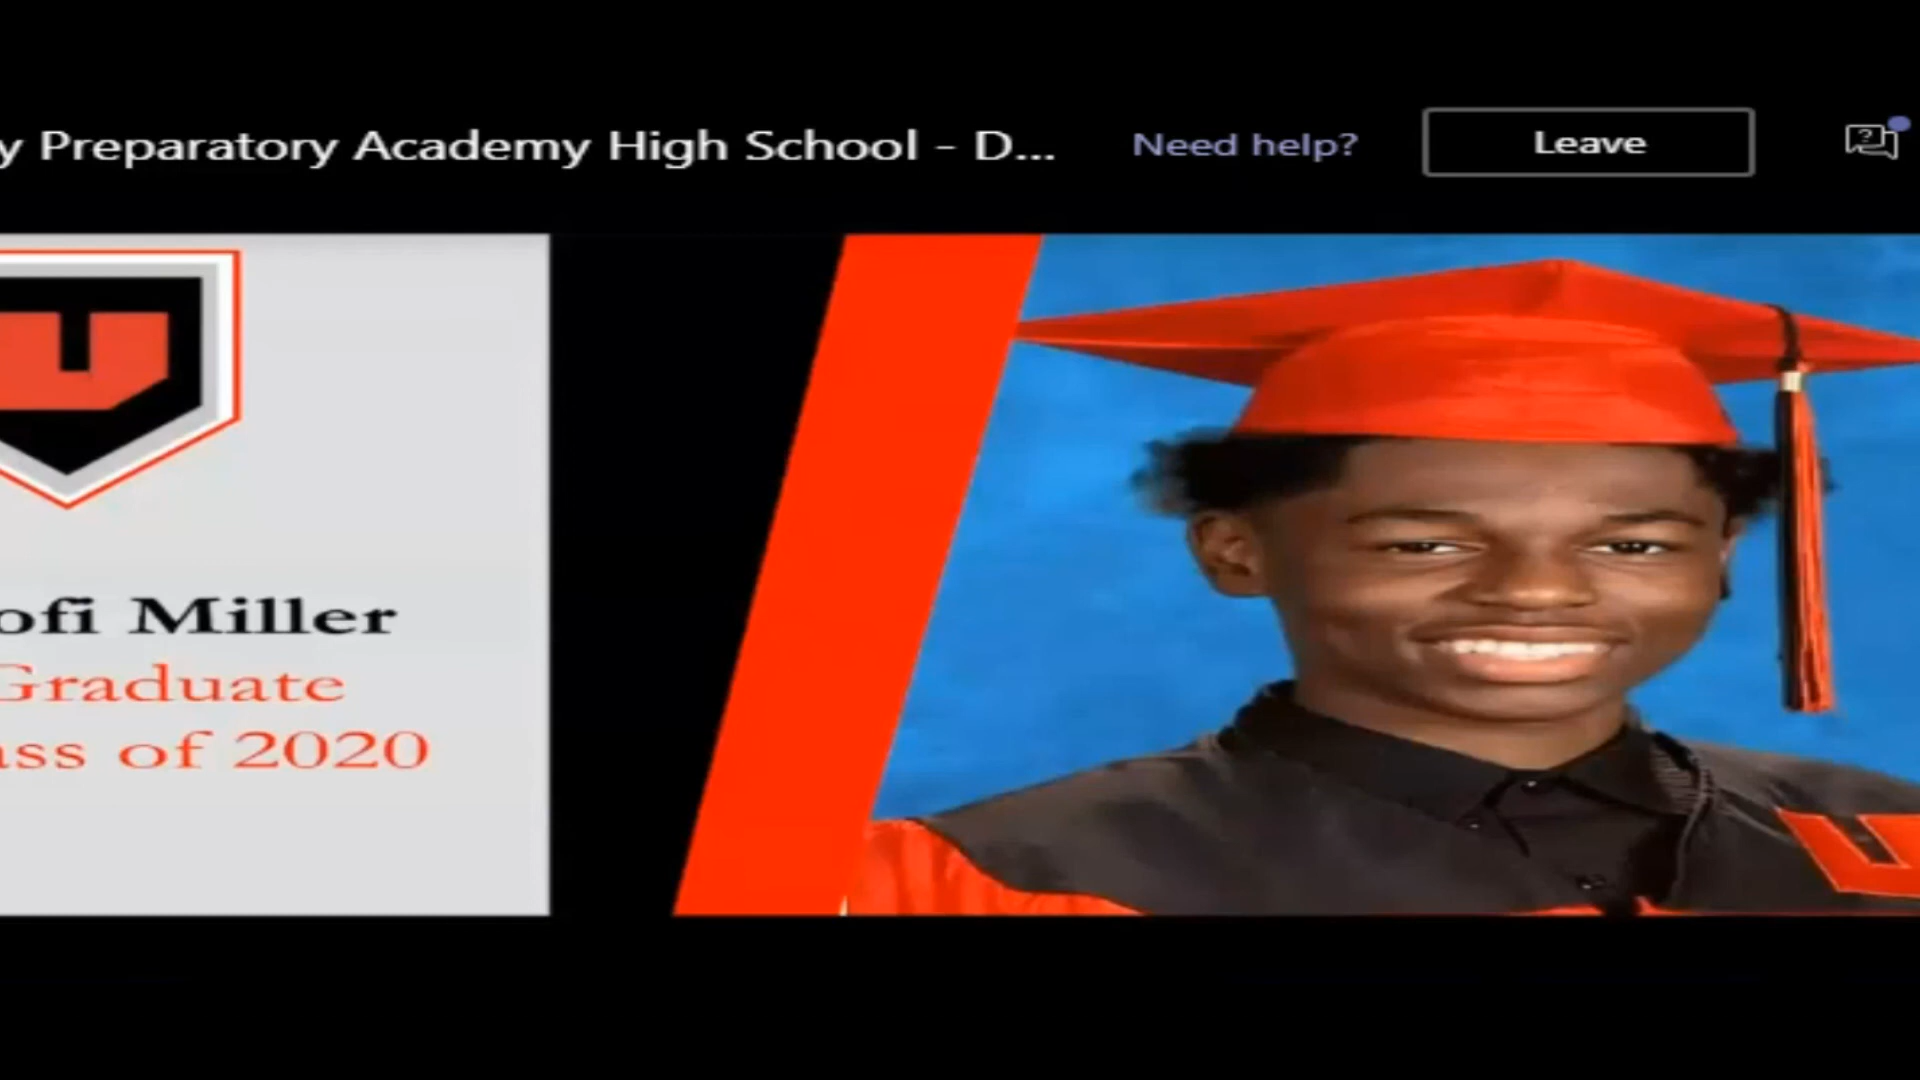 y Preparatory Academy High School - D...
Need help?
Leave
ofi Miller
Graduate
ass of 2020